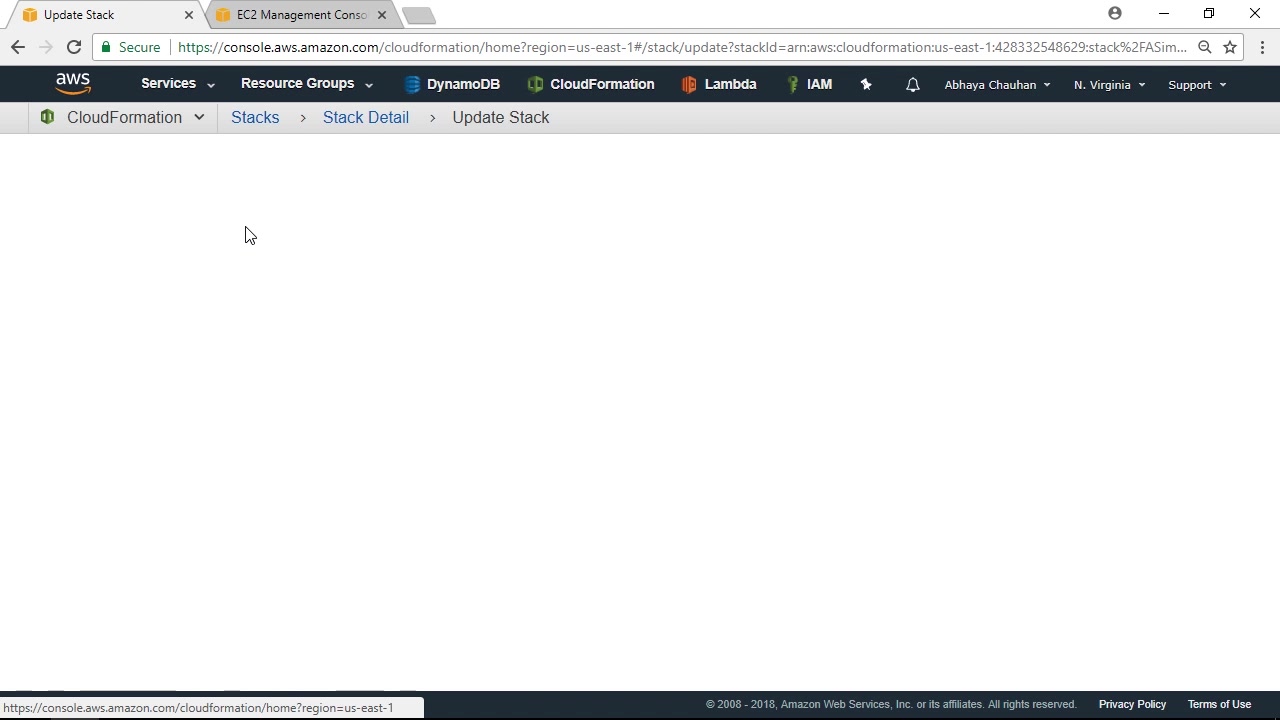 Update Stack
EC2 Management Conso
Secure
https://console.aws.amazon.com/cloudformation/home?region=us-east-1#/stack/update?stackId=arn:aws:cloudformation:us-east-1:428332548629:stack%2FASim...
aws
Services
Resource Groups
DynamoDB
CloudFormation
Lambda
IAM
Abhaya Chauhan
N. Virginia
Support
CloudFormation
Stacks > Stack Detail > Update Stack
https://console.aws.amazon.com/cloudformation/home?region=us-east-1
© 2008 - 2018, Amazon Web Services, Inc. or its affiliates. All rights reserved.
Privacy Policy
Terms of Use